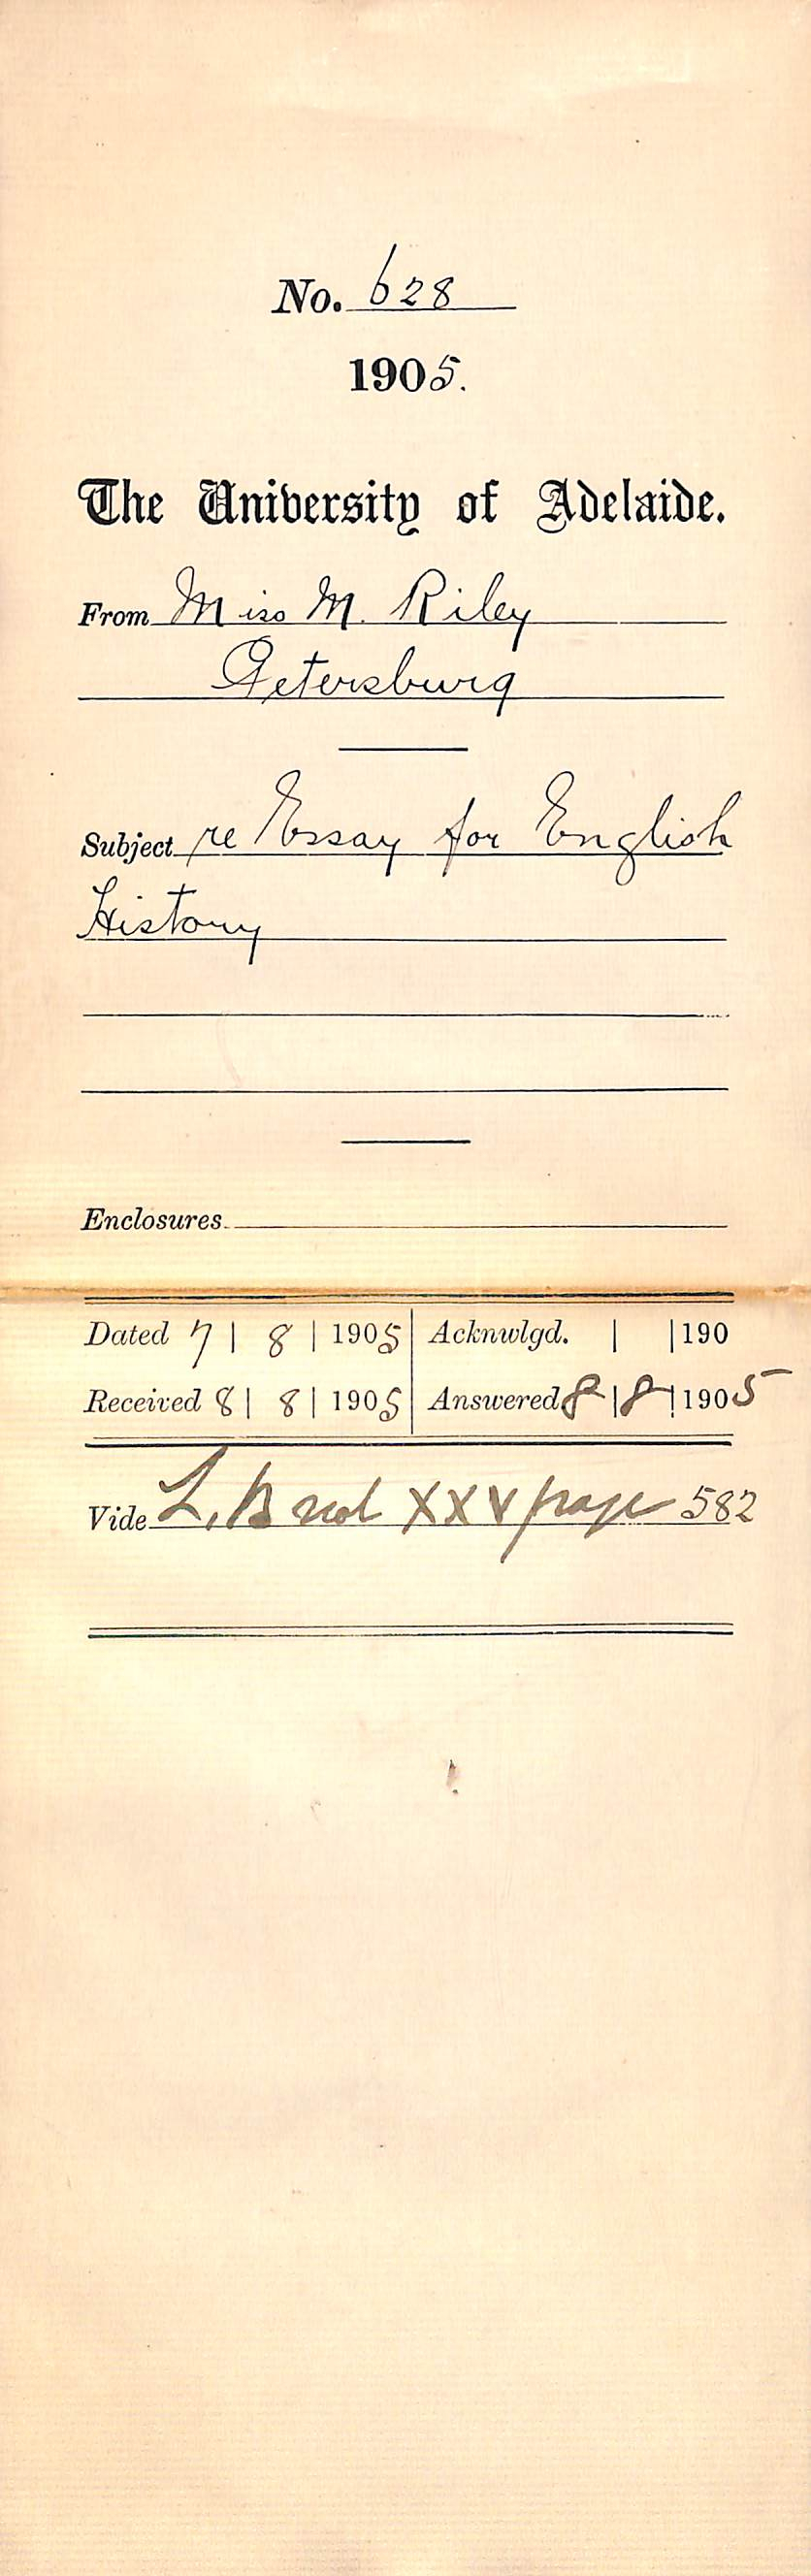 No. 628
1905.
The University of Adelaide.
From Miss M. Riley
Petersburg
Subject re Essay for English
History
Enclosures
Dated 7 | 8 | 1905 Acknwlgd. | | 190
Received 8 | 8 | 1905 Answered 8 | 8 | 1905
Vide L. B vol XXV page 582